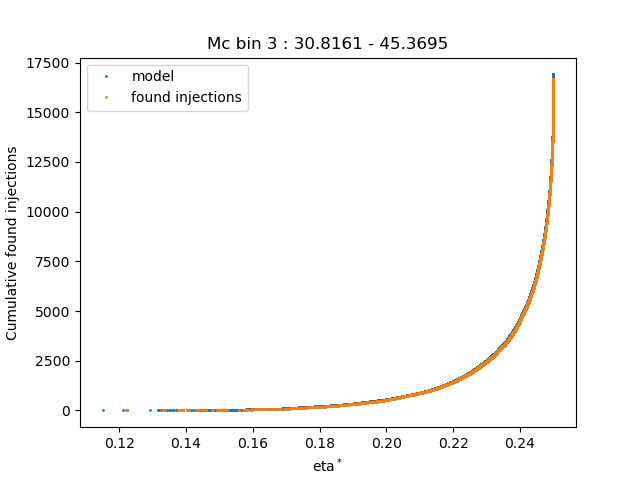 Mc bin 3 : 30.8161 - 45.3695
model
found injections
Cumulative found injections
17500
15000
12500
10000
7500
5000
2500
0
0.12 0.14 0.16 0.18 0.20 0.22 0.24
eta*